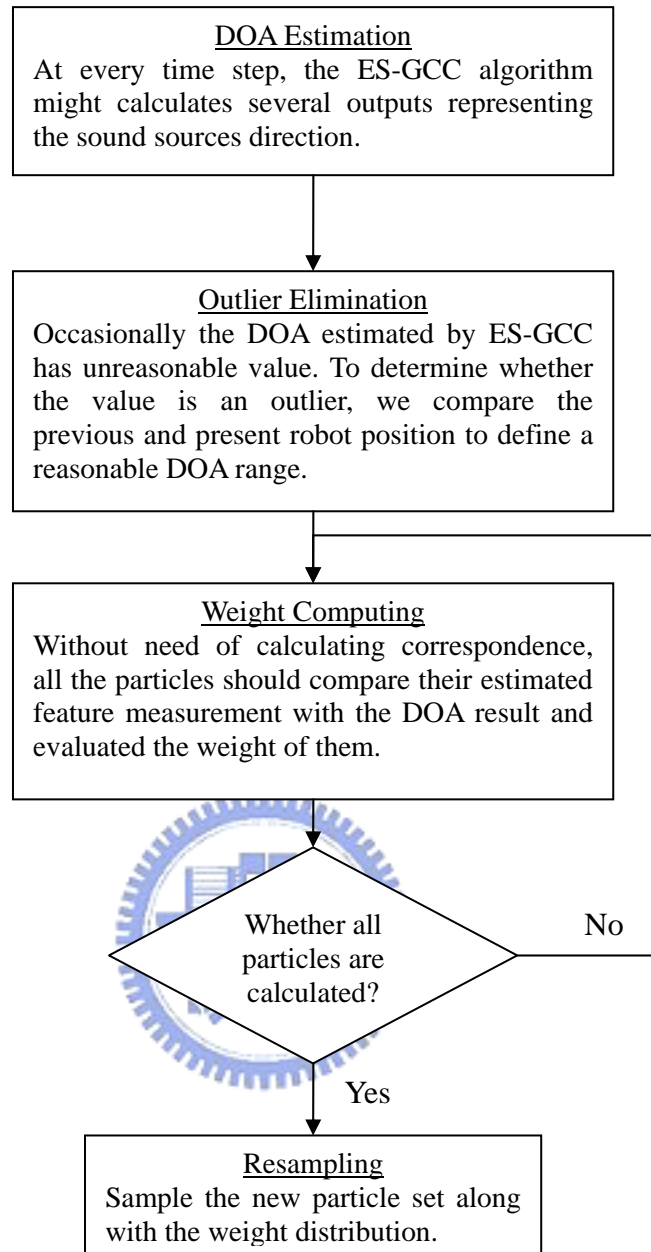 DOA Estimation
At every time step, the ES-GCC algorithm
might calculates several outputs representing
the sound sources direction.
Outlier Elimination
Occasionally the DOA estimated by ES-GCC
has unreasonable value. To determine whether
the value is an outlier, we compare the
previous and present robot position to define a
reasonable DOA range.
Weight Computing
Without need of calculating correspondence,
all the particles should compare their estimated
feature measurement with the DOA result and
evaluated the weight of them.
Whether all
particles are
calculated?
No
Yes
Resampling
Sample the new particle set along
with the weight distribution.